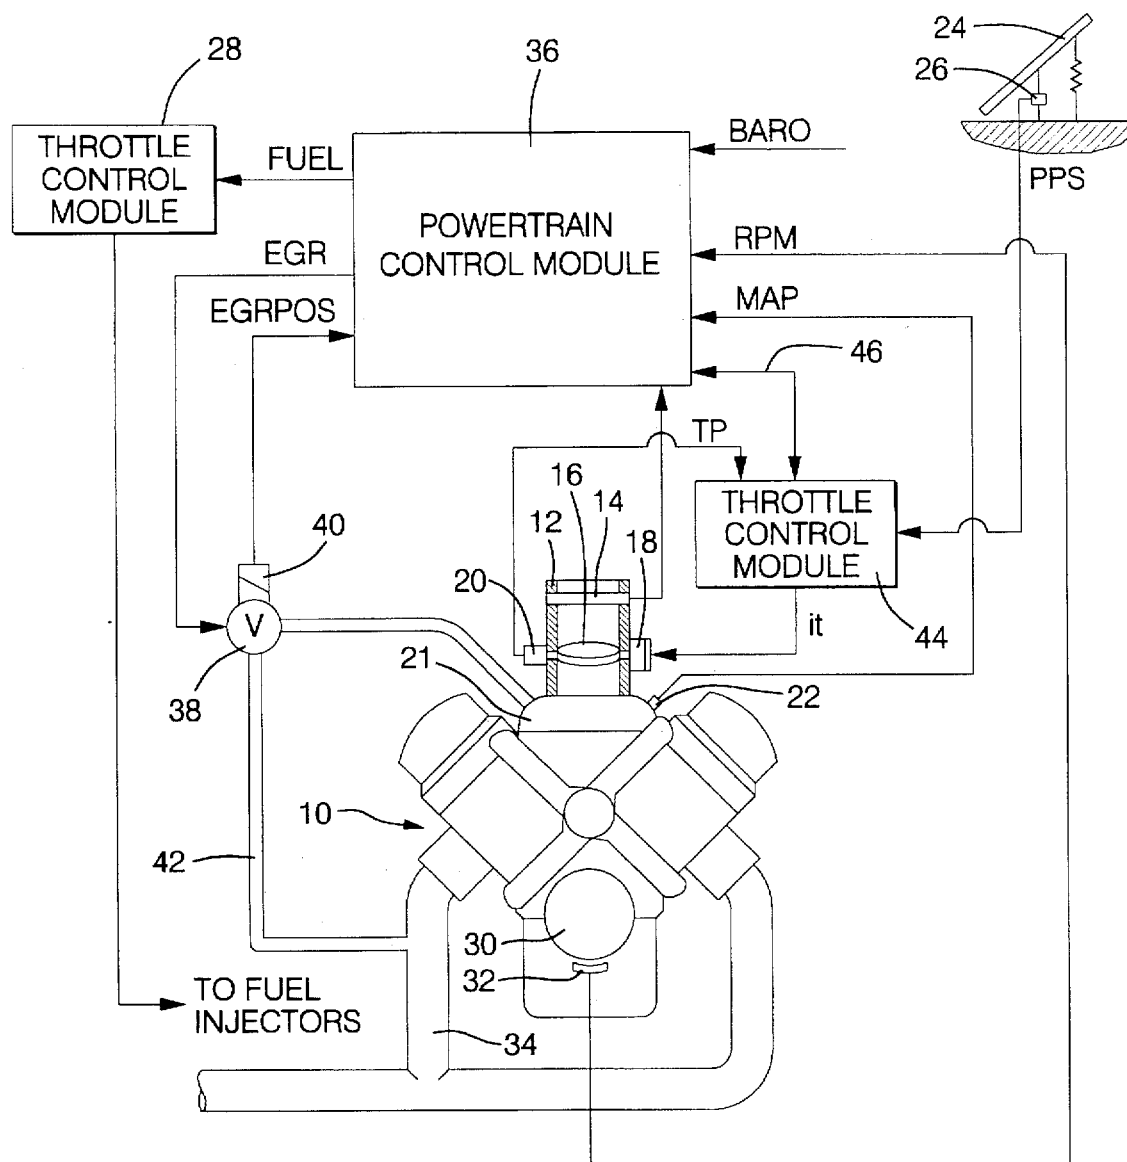 28
36
24
26
THROTTLE
CONTROL
MODULE
FUEL
BARO
PPS
POWERTRAIN
CONTROL MODULE
EGR
RPM
EGRPOS
MAP
46
TP
16
14
12
18
THROTTLE
CONTROL
MODULE
40
20
V
it
44
38
21
22
10
42
30
32
TO FUEL
INJECTORS
34